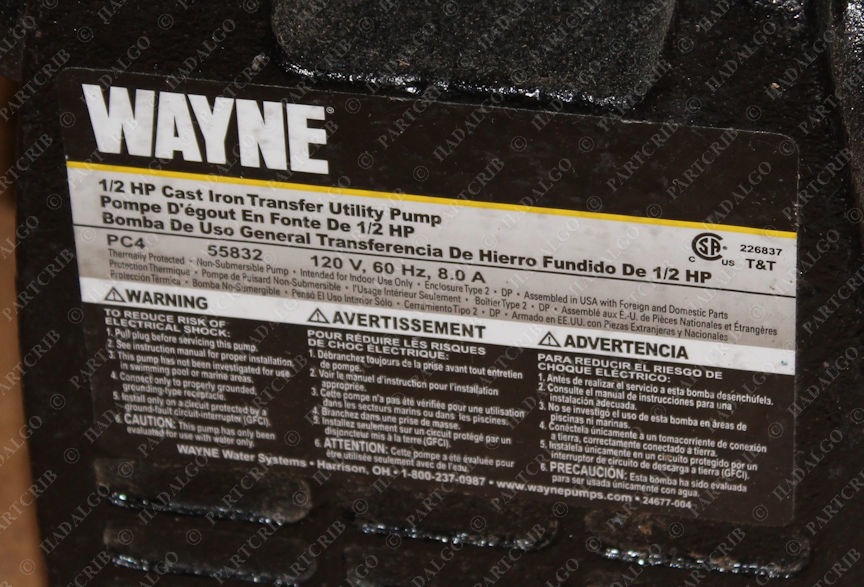 WAYNE®
1/2 HP Cast Iron Transfer Utility Pump
Pompe D'égout En Fonte De 1/2 HP
Bomba De Uso General Transferencia De Hierro Fundido De 1/2 HP
PC4 55832 120 V, 60 Hz, 8.0 A
C SA US
226837
T&T
Thermally Protected • Non-Submersible Pump • Intended for Indoor Use Only • Enclosure Type 2 • DP • Assembled in USA with Foreign and Domestic Parts
Protection Thermique • Pompe de Puisard Non-Submersible • l'Usage Intérieur Seulement • Boîtier Type 2 • DP • Assemblé aux É.-U. de Pièces Nationales et Étrangères
Protección Térmica • Bomba No-Sumergible • Pensó El Uso Interior Sólo • Cerramiento Tipo 2 • DP • Armado en EE.UU. con Piezas Extranjeras y Nacionales
⚠WARNING
TO REDUCE RISK OF
ELECTRICAL SHOCK:
1. Pull plug before servicing this pump.
2. See instruction manual for proper installation.
3. This pump has not been investigated for use
in swimming pool or marine areas.
4. Connect only to properly grounded,
grounding-type receptacle.
5. Install only on circuit protected by a
ground-fault circuit-interrupter (GFCI).
6. CAUTION: This pump has only been
evaluated for use with water only.
⚠AVERTISSEMENT
POUR RÉDUIRE LES RISQUES
DE CHOC ÉLECTRIQUE:
1. Débranchez toujours de la prise avant tout entretien
de pompe.
2. Voir le manuel d'instruction pour l'installation
appropriée.
3. Cette pompe n'a pas été vérifiée pour une utilisation
dans les secteurs marins ou dans les piscines.
4. Branchez dans une prise de masse.
5. Installez seulement sur un circuit protégé par un
disjoncteur mis à la terre (GFCI).
6. ATTENTION: Cette pompe a été évaluée pour
être utilisée seulement avec de l'eau.
⚠ADVERTENCIA
PARA REDUCIR EL RIESGO DE
CHOQUE ELÉCTRICO:
1. Antes de realizar el servicio a esta bomba desenchúfela.
2. Consulte el manual de instrucciones para una
instalación adecuada.
3. No se investigó el uso de esta bomba en áreas de
piscinas ni marinas.
4. Conéctela únicamente a un tomacorriente de conexión
a tierra, correctamente conectado a tierra.
5. Instálela únicamente en un circuito protegido por un
interruptor de circuito de descarga a tierra (GFCI).
6. PRECAUCIÓN: Esta bomba ha sido evaluada
para ser usada únicamente con agua.
WAYNE Water Systems • Harrison, OH • 1-800-237-0987 • www.waynepumps.com • 24677-004
© PARTCRIB
© HADALGO